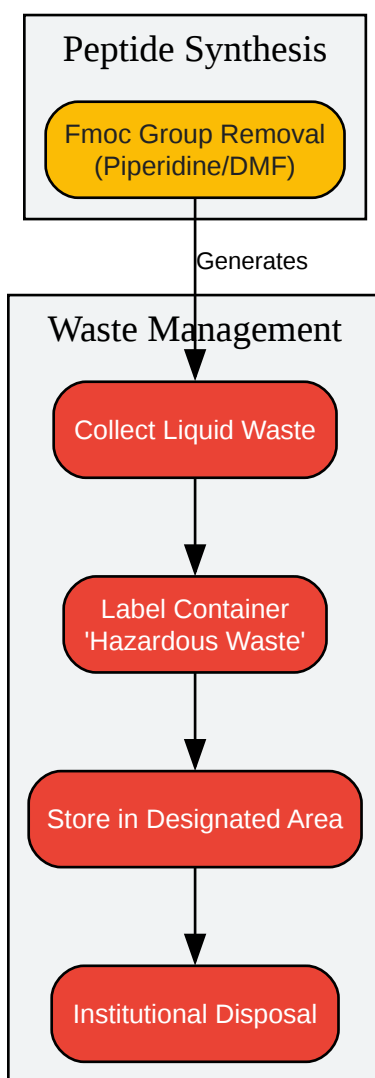 Peptide Synthesis
Fmoc Group Removal
(Piperidine/DMF)
Generates
Waste Management
Collect Liquid Waste
Label Container
'Hazardous Waste'
Store in Designated Area
Institutional Disposal